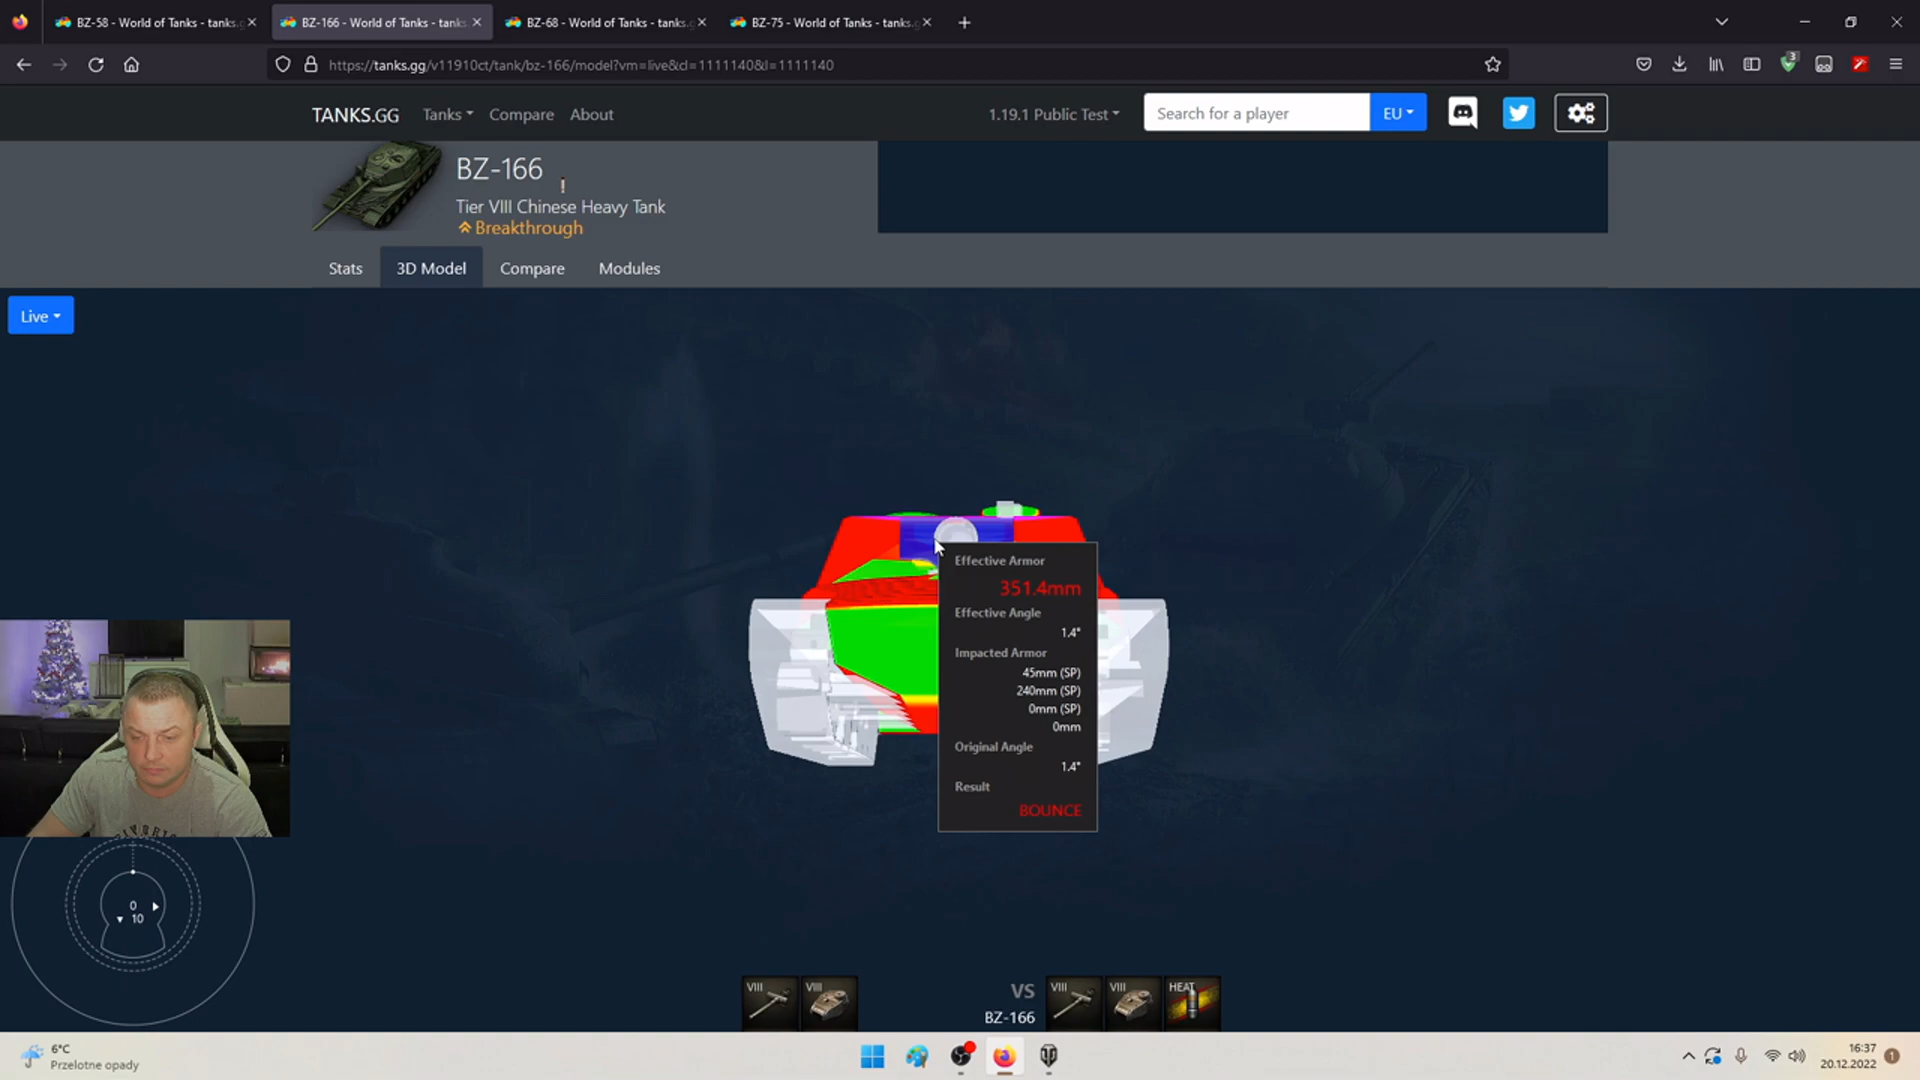 BZ-58 - World of Tanks - tanks.g
BZ-166 - World of Tanks - tanks
BZ-68 - World of Tanks - tanks.
BZ-75 - World of Tanks - tanks.g
https://tanks.gg/v11910ct/tank/bz-166/model?vm=live&cl=1111140&l=1111140
3
TANKS.GG
Tanks
Compare
About
1.19.1 Public Test
Search for a player
EU
BZ-166
Tier VIII Chinese Heavy Tank
Breakthrough
Stats
3D Model
Compare
Modules
Live
Effective Armor
351.4mm
Effective Angle
1.4°
Impacted Armor
45mm (SP)
240mm (SP)
0mm (SP)
0mm
Original Angle
1.4°
Result
BOUNCE
0
10
VIII
VIII
VS
BZ-166
VIII
VIII
HEAT
6°C
Przelotne opady
16:37
20.12.2022
1